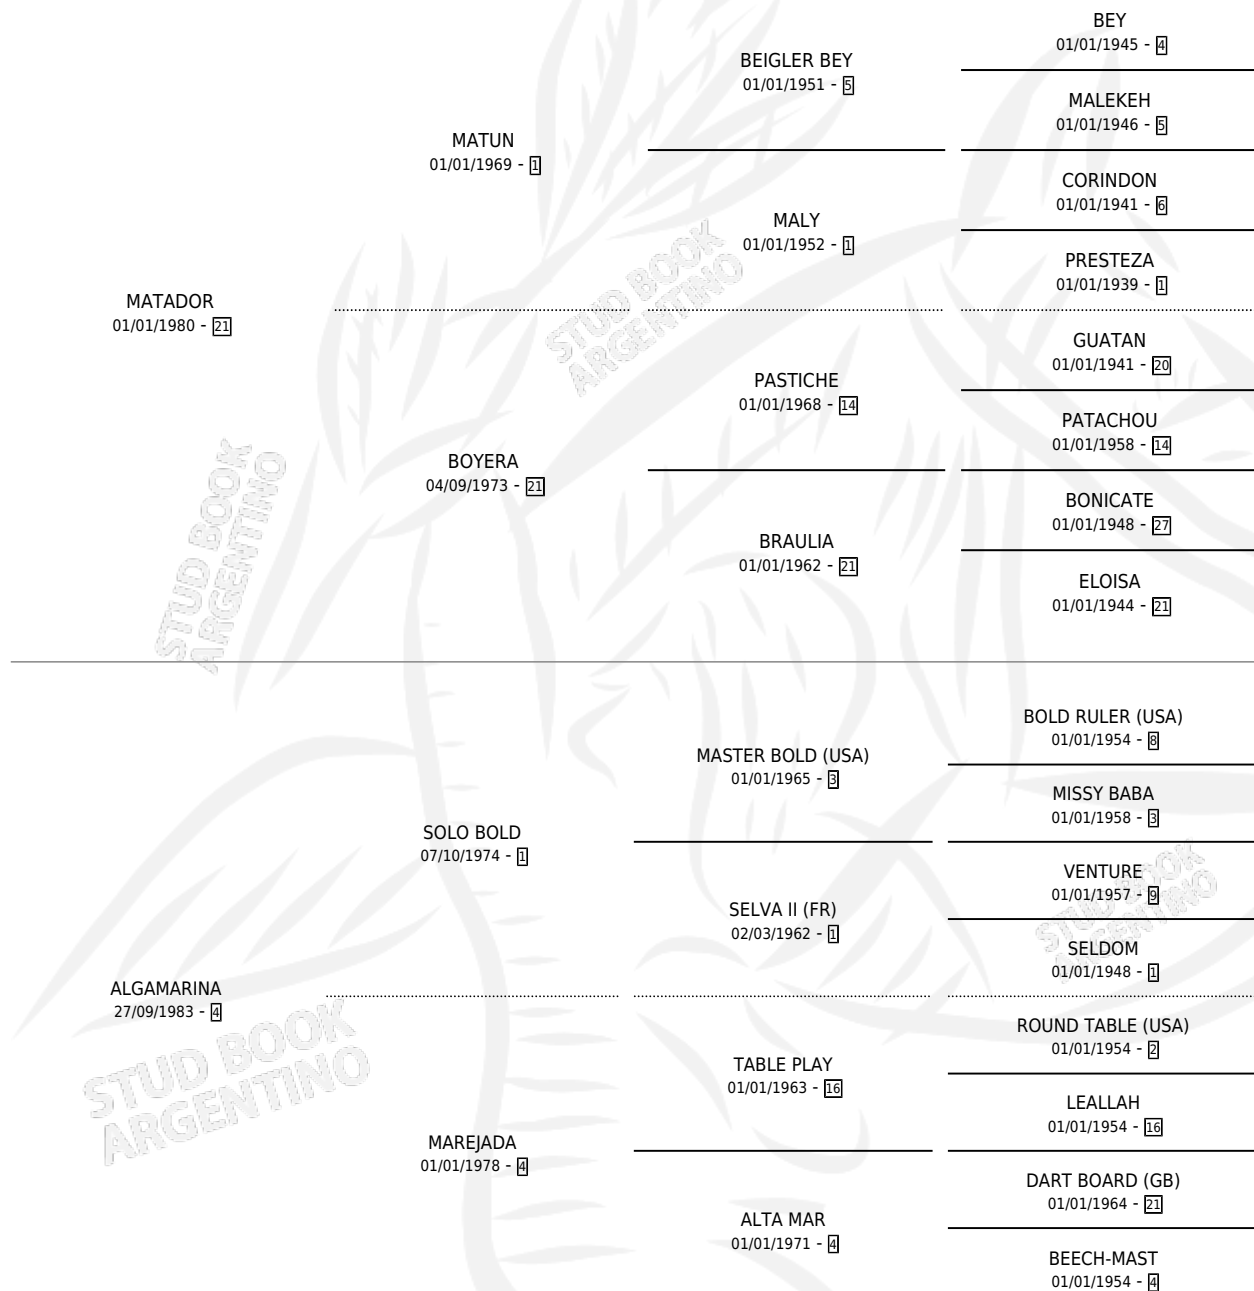 BEY
01/01/1945 - 4
BEIGLER BEY
01/01/1951 - 5
MALEKEH
01/01/1946 - 5
MATUN
01/01/1969 - 1
CORINDON
01/01/1941 - 6
MALY
01/01/1952 - 1
PRESTEZA
01/01/1939 - 1
MATADOR
01/01/1980 - 21
GUATAN
01/01/1941 - 20
PASTICHE
01/01/1968 - 14
PATACHOU
01/01/1958 - 14
BOYERA
04/09/1973 - 21
BONICATE
01/01/1948 - 27
BRAULIA
01/01/1962 - 21
ELOISA
01/01/1944 - 21
BOLD RULER (USA)
01/01/1954 - 8
MASTER BOLD (USA)
01/01/1965 - 3
MISSY BABA
01/01/1958 - 3
SOLO BOLD
07/10/1974 - 1
VENTURE
01/01/1957 - 9
SELVA II (FR)
02/03/1962 - 1
SELDOM
01/01/1948 - 1
ALGAMARINA
27/09/1983 - 4
ROUND TABLE (USA)
01/01/1954 - 2
TABLE PLAY
01/01/1963 - 16
LEALLAH
01/01/1954 - 16
MAREJADA
01/01/1978 - 4
DART BOARD (GB)
01/01/1964 - 21
ALTA MAR
01/01/1971 - 4
BEECH-MAST
01/01/1954 - 4
STUD BOOK
ARGENTINO
STUD BOOK
ARGENTINO
STUD BOOK
ARGENTINO
STUD BOOK
ARGENTINO